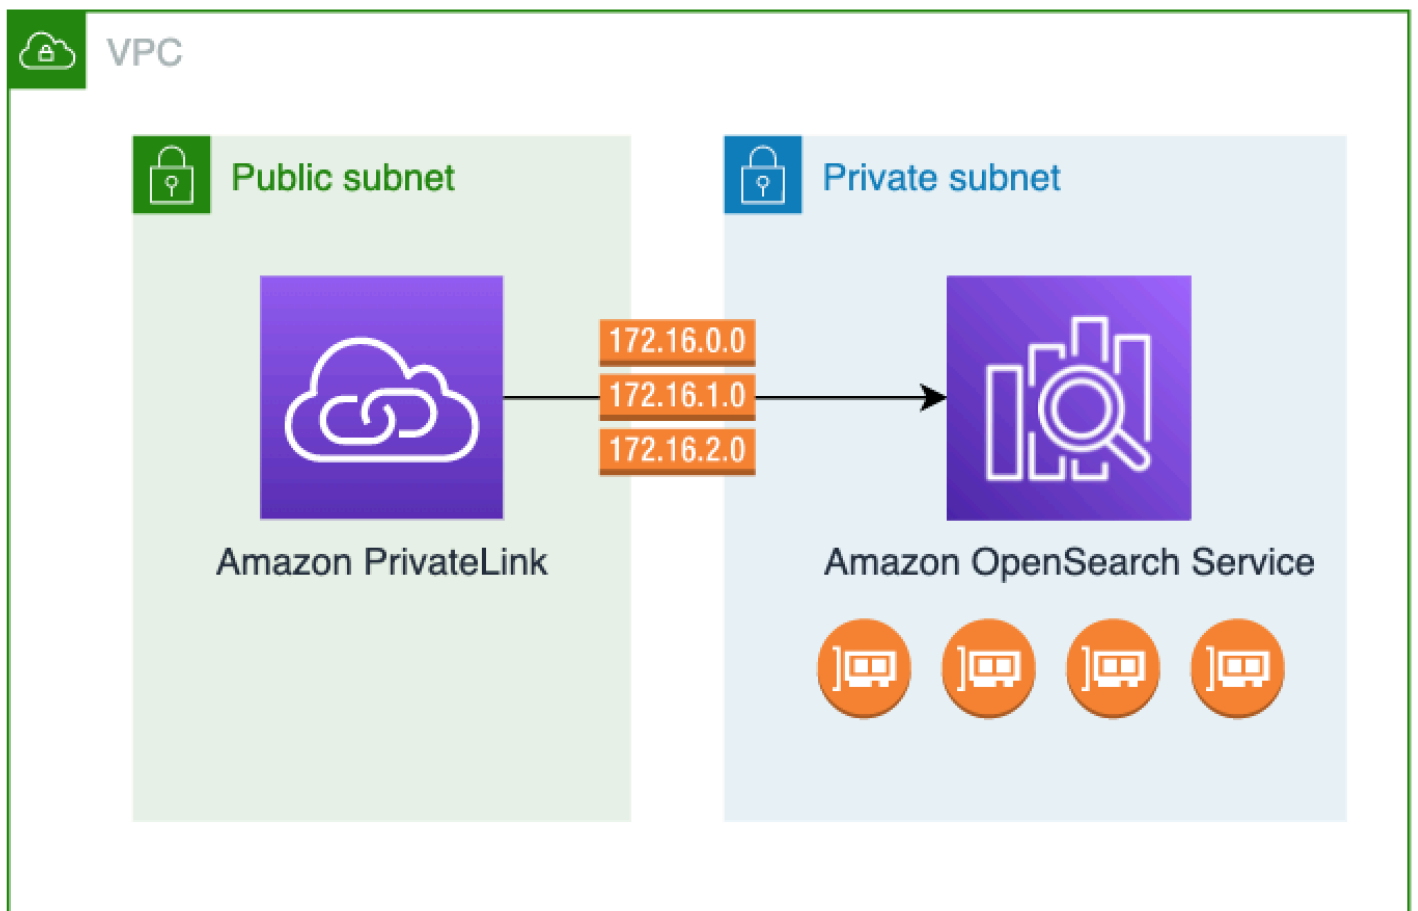 VPC
Public subnet
Private subnet
172.16.0.0
172.16.1.0
172.16.2.0
Amazon PrivateLink
Amazon OpenSearch Service